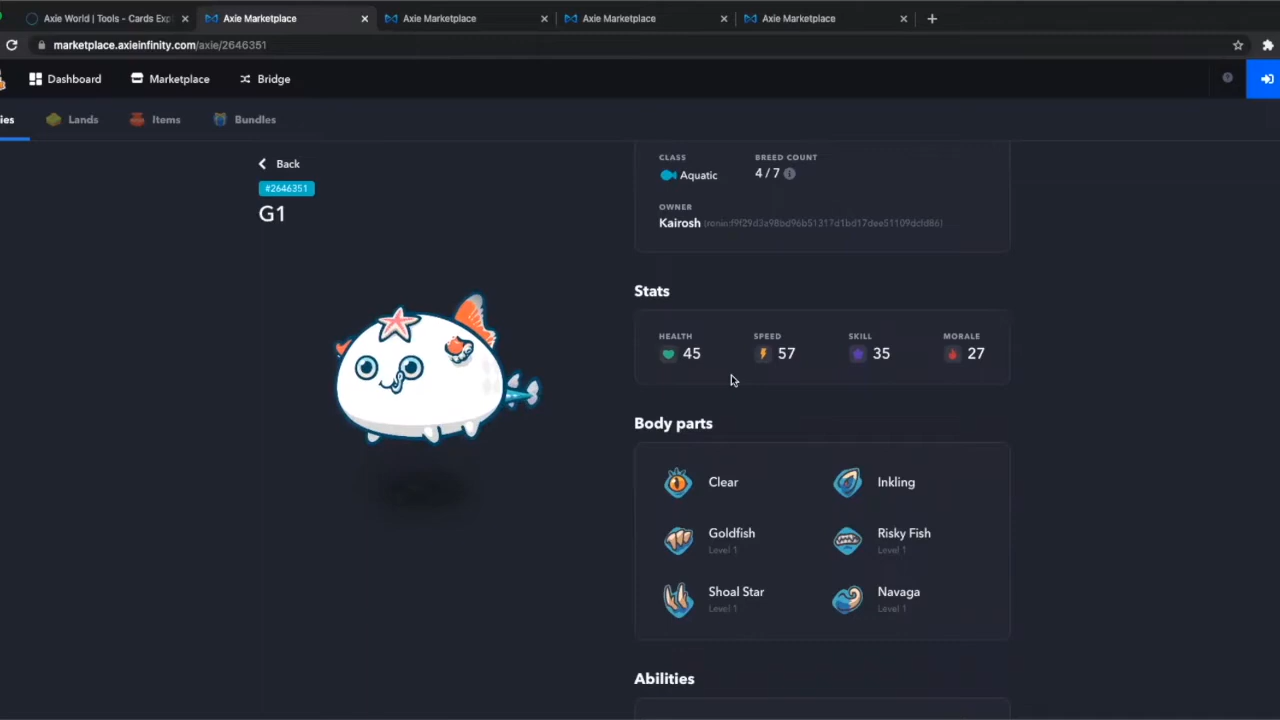 Axie World | Tools - Cards Exp
Axie Marketplace
Axie Marketplace
Axie Marketplace
Axie Marketplace
marketplace.axieinfinity.com/axie/2646351
Dashboard
Marketplace
Bridge
ies
Lands
Items
Bundles
Back
#2646351
G1
CLASS
BREED COUNT
Aquatic
4 / 7
OWNER
Kairosh
Stats
HEALTH
SPEED
SKILL
MORALE
45
57
35
27
Body parts
Clear
Inkling
Goldfish
Level 1
Risky Fish
Level 1
Shoal Star
Level 1
Navaga
Level 1
Abilities